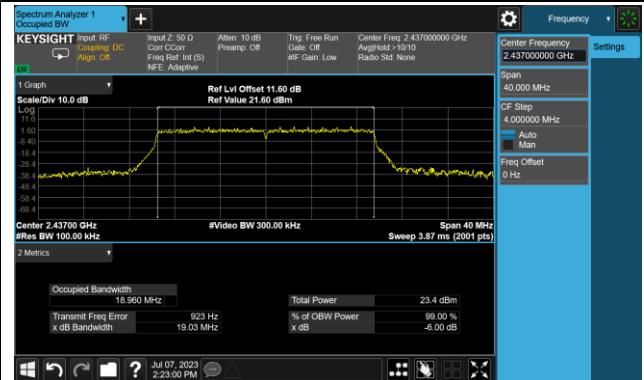 Spectrum Analyzer 1
Occupied BW
Frequency
KEYSIGHT
Input: RF
Coupling: DC
Align: Off
Input Z: 50 Ω
Corr CCorr
Freq Ref: Int (S)
NFE: Adaptive
Atten: 10 dB
Preamp: Off
Trig: Free Run
Gate: Off
#IF Gain: Low
Center Freq: 2.437000000 GHz
Avg|Hold:>10/10
Radio Std: None
Center Frequency
2.437000000 GHz
Settings
Span
40.000 MHz
CF Step
4.000000 MHz
Auto
Man
Freq Offset
0 Hz
1 Graph
Scale/Div 10.0 dB
Ref Lvl Offset 11.60 dB
Ref Value 21.60 dBm
Log
11.6
1.60
-8.40
-18.4
-28.4
-38.4
-48.4
-58.4
-68.4
Center 2.43700 GHz
#Res BW 100.00 kHz
#Video BW 300.00 kHz
Span 40 MHz
Sweep 3.87 ms (2001 pts)
2 Metrics
Occupied Bandwidth
18.960 MHz
Transmit Freq Error 923 Hz
x dB Bandwidth 19.03 MHz
Total Power 23.4 dBm
% of OBW Power 99.00 %
x dB -6.00 dB
?
Jul 07, 2023
2:23:00 PM